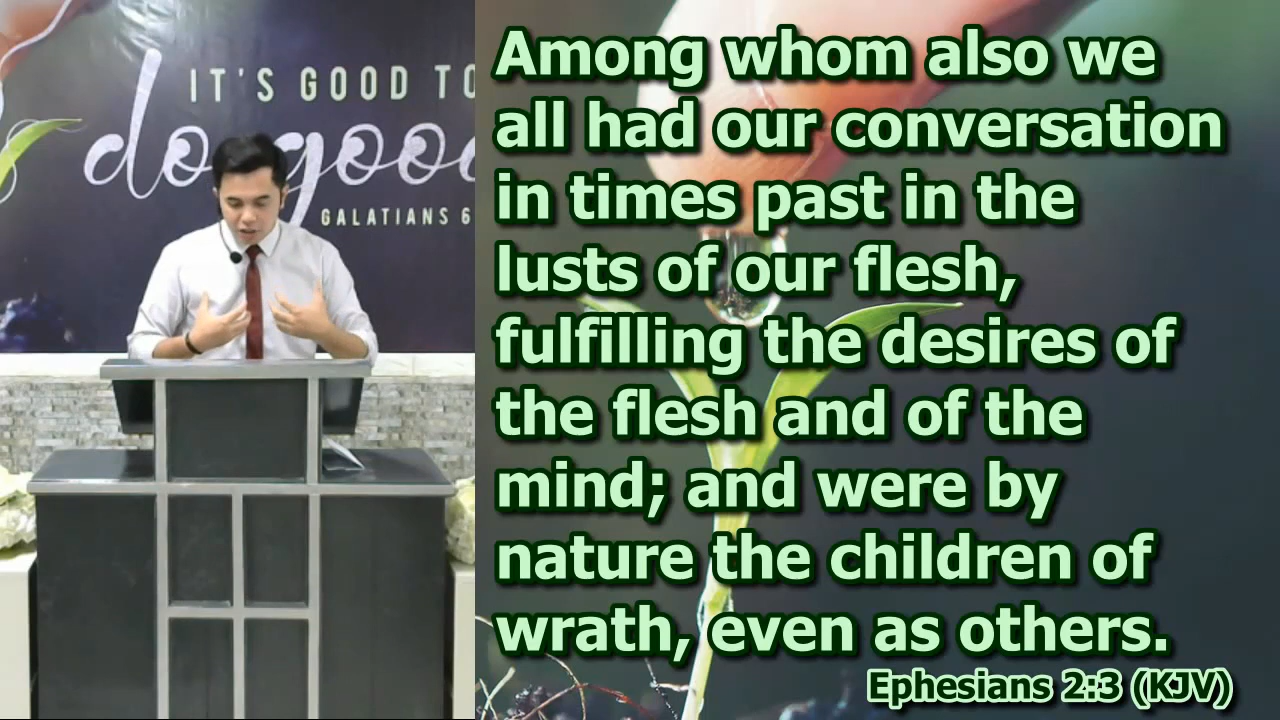 IT'S GOOD TO
do good
GALATIANS 6
Among whom also we
all had our conversation
in times past in the
lusts of our flesh,
fulfilling the desires of
the flesh and of the
mind; and were by
nature the children of
wrath, even as others.
Ephesians 2:3 (KJV)